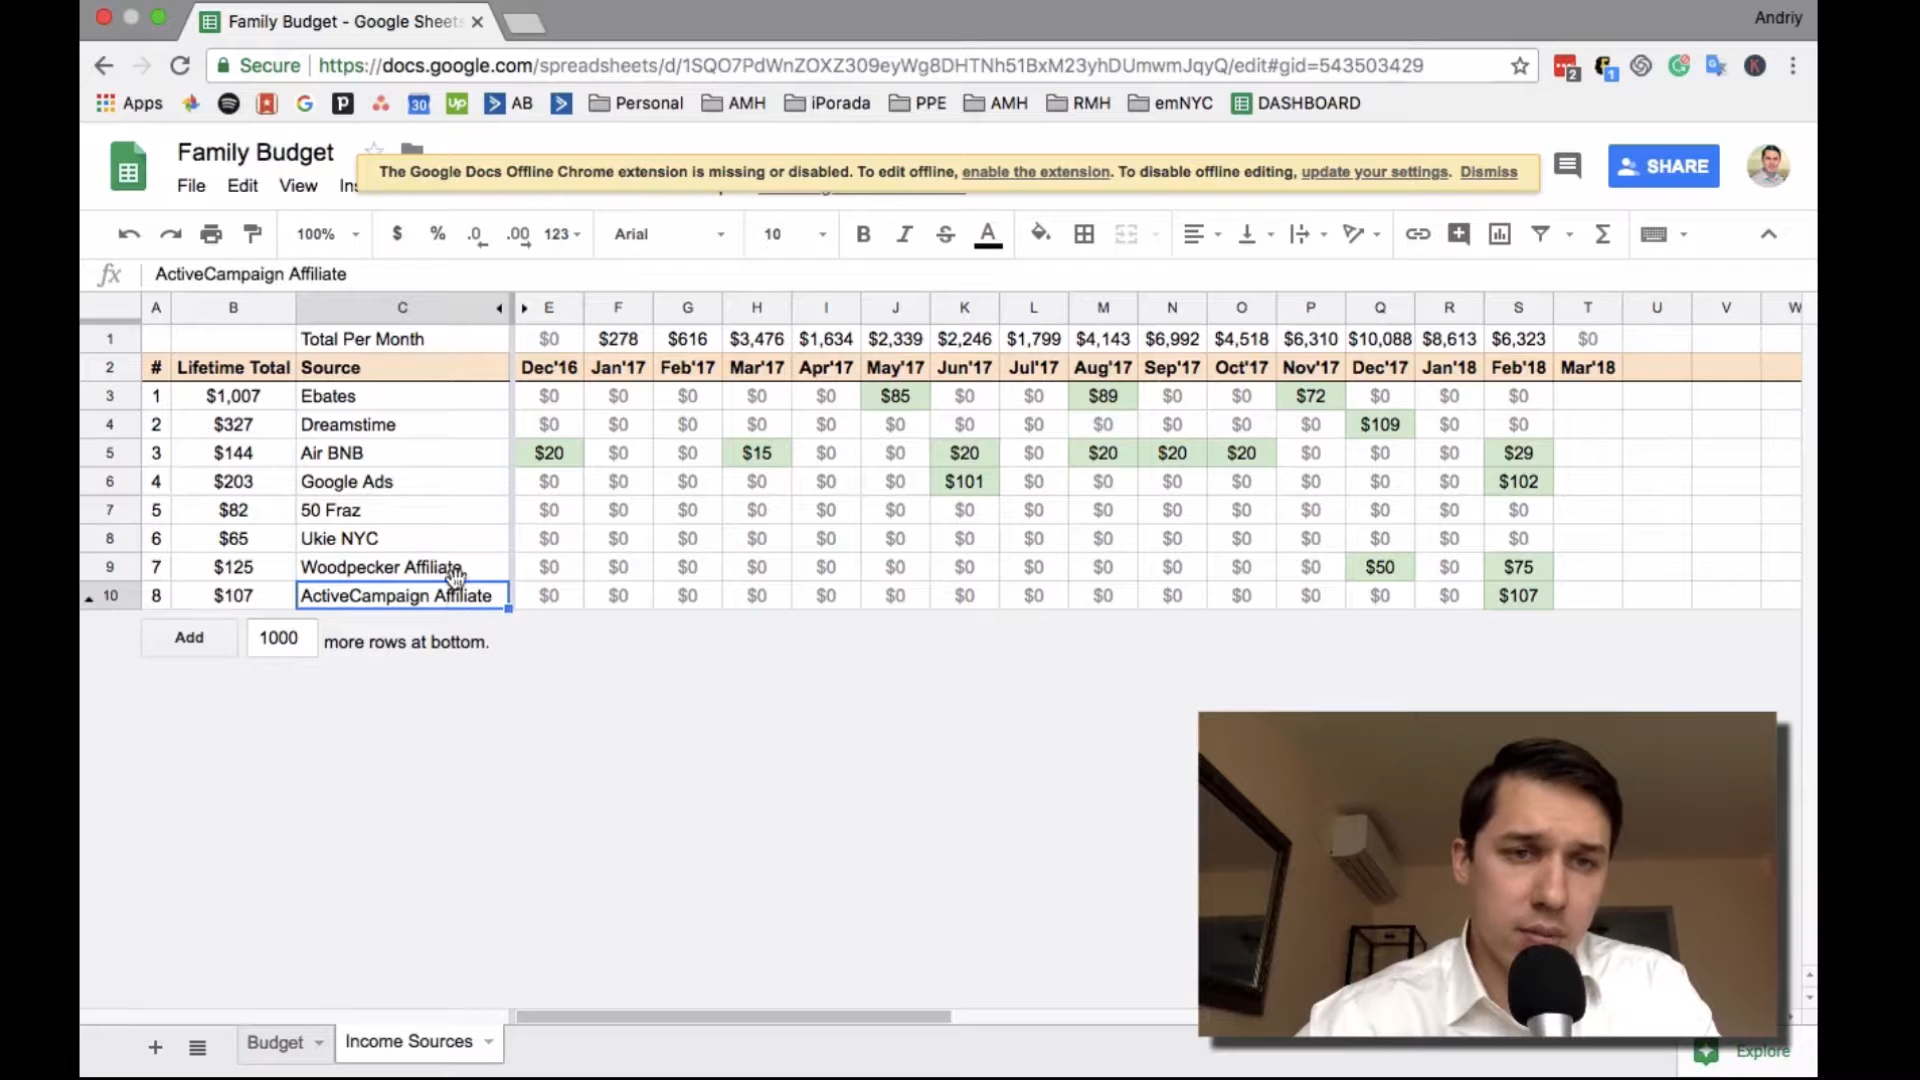 Family Budget - Google Sheets
Andriy
Secure | https://docs.google.com/spreadsheets/d/1SQO7PdWnZOXZ309eyWg8DHTNh51BxM23yhDUmwmJqyQ/edit#gid=543503429
2 1 K
Apps G P 30 Up AB Personal AMH iPorada PPE AMH RMH emNYC DASHBOARD
Family Budget
The Google Docs Offline Chrome extension is missing or disabled. To edit offline, enable the extension. To disable offline editing, update your settings. Dismiss
SHARE
File Edit View
100% $ % .0 .00 123 Arial 10 B I S A Σ
fx ActiveCampaign Affiliate
A B C E F G H I J K L M N O P Q R S T U V W
1 Total Per Month $0 $278 $616 $3,476 $1,634 $2,339 $2,246 $1,799 $4,143 $6,992 $4,518 $6,310 $10,088 $8,613 $6,323 $0
2 # Lifetime Total Source Dec'16 Jan'17 Feb'17 Mar'17 Apr'17 May'17 Jun'17 Jul'17 Aug'17 Sep'17 Oct'17 Nov'17 Dec'17 Jan'18 Feb'18 Mar'18
3 1 $1,007 Ebates $0 $0 $0 $0 $0 $85 $0 $0 $89 $0 $0 $72 $0 $0 $0
4 2 $327 Dreamstime $0 $0 $0 $0 $0 $0 $0 $0 $0 $0 $0 $0 $109 $0 $0
5 3 $144 Air BNB $20 $0 $0 $15 $0 $0 $20 $0 $20 $20 $20 $0 $0 $0 $29
6 4 $203 Google Ads $0 $0 $0 $0 $0 $0 $101 $0 $0 $0 $0 $0 $0 $0 $102
7 5 $82 50 Fraz $0 $0 $0 $0 $0 $0 $0 $0 $0 $0 $0 $0 $0 $0 $0
8 6 $65 Ukie NYC $0 $0 $0 $0 $0 $0 $0 $0 $0 $0 $0 $0 $0 $0 $0
9 7 $125 Woodpecker Affiliate $0 $0 $0 $0 $0 $0 $0 $0 $0 $0 $0 $0 $50 $0 $75
10 8 $107 ActiveCampaign Affiliate $0 $0 $0 $0 $0 $0 $0 $0 $0 $0 $0 $0 $0 $0 $107
Add 1000 more rows at bottom.
Budget Income Sources
Explore